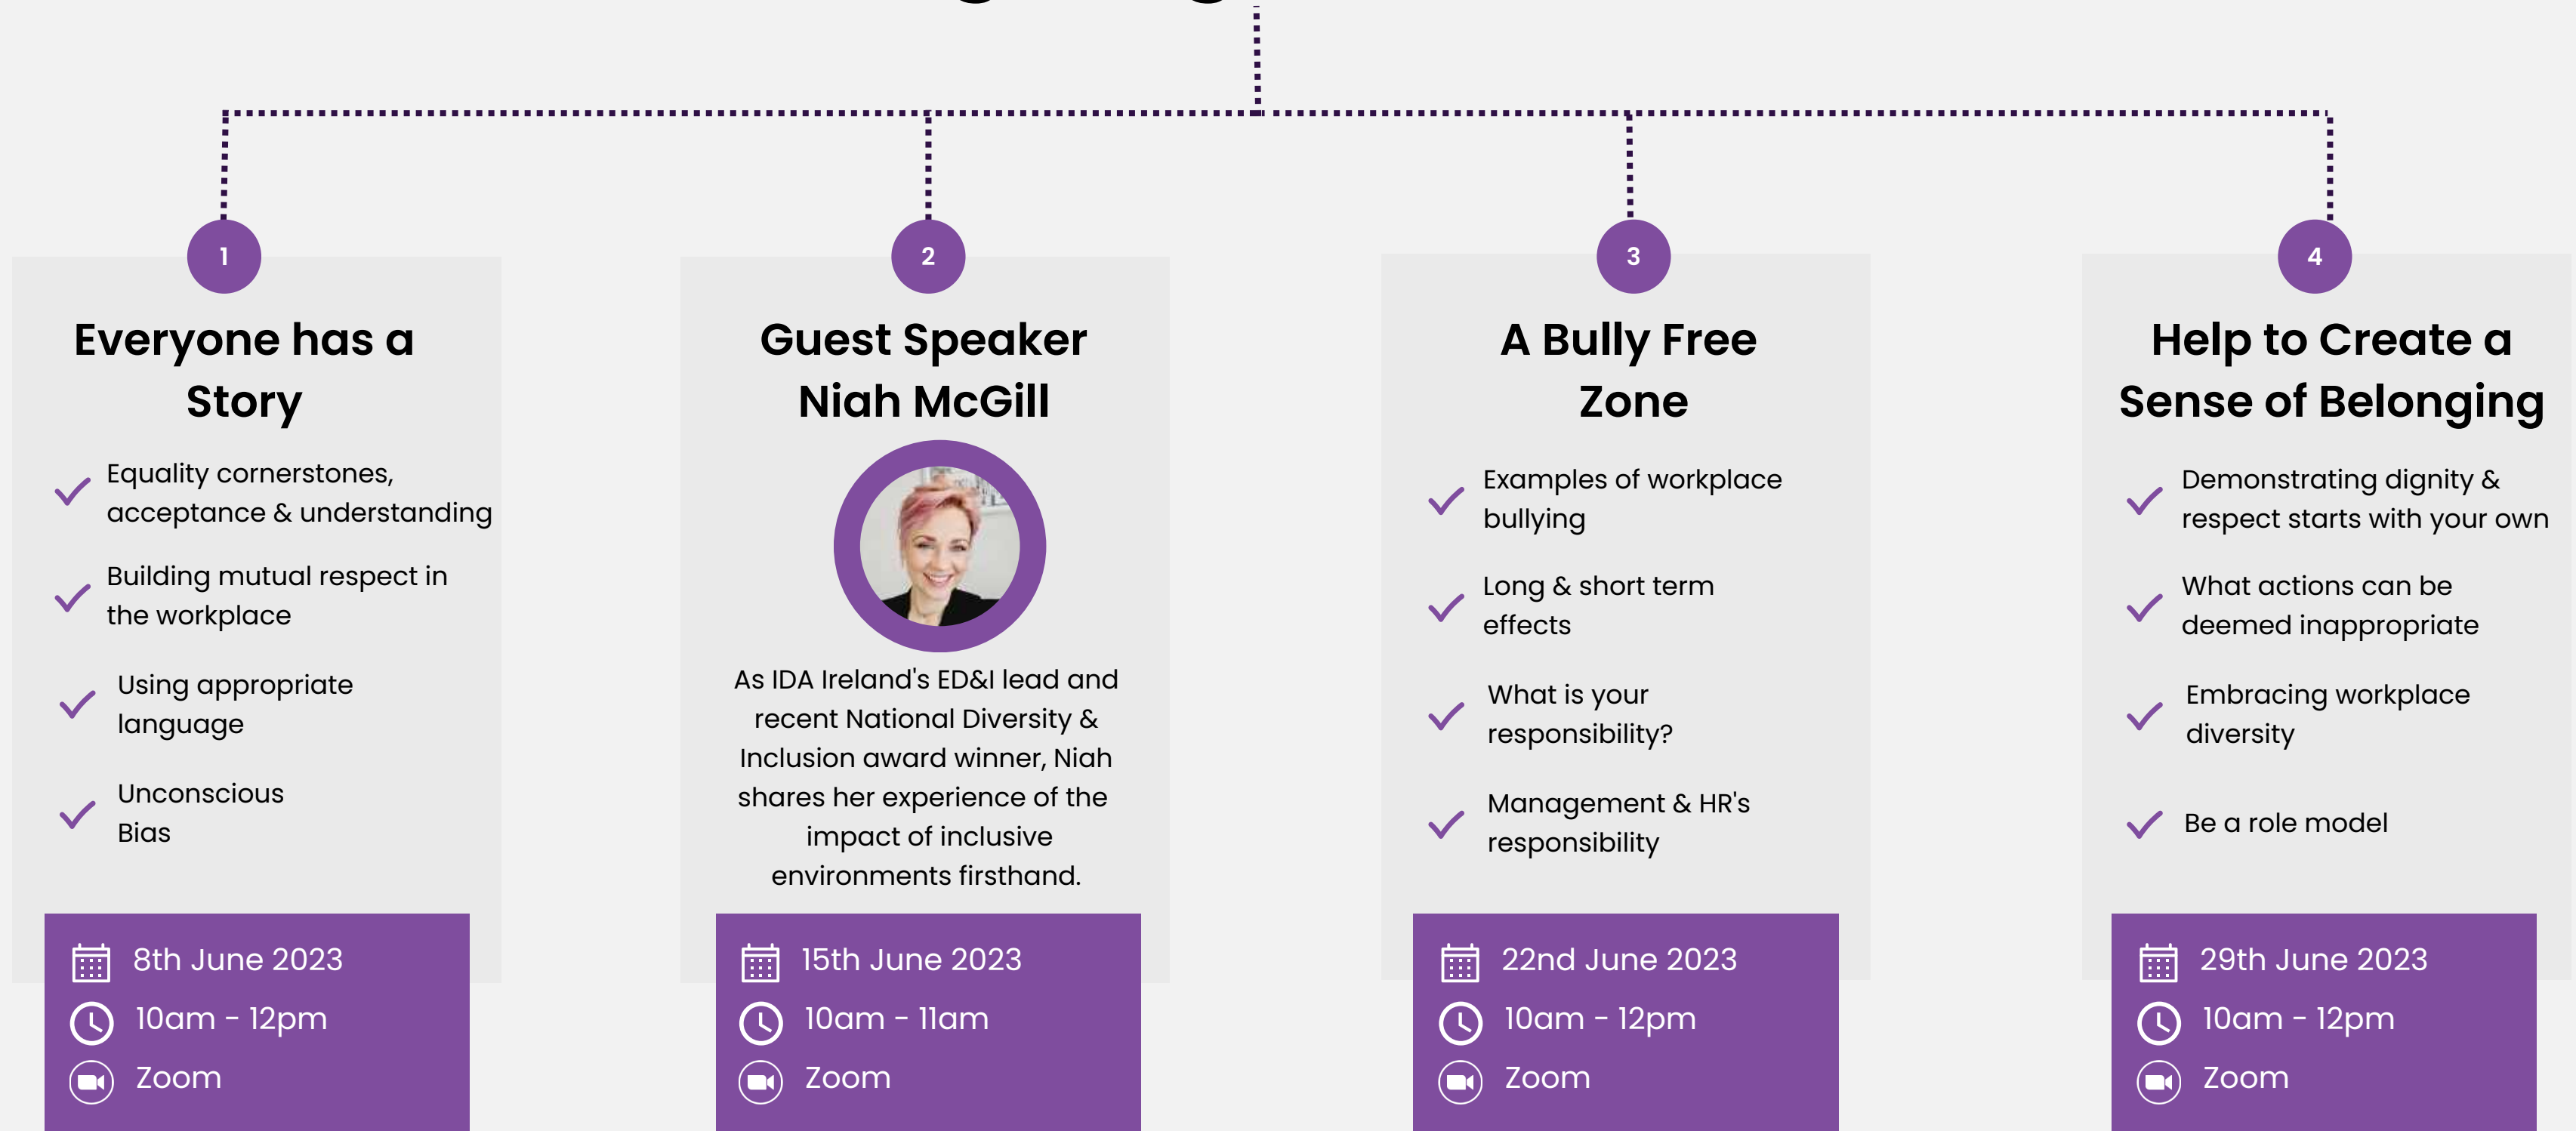 1
Everyone has a
Story
Equality cornerstones,
acceptance & understanding
Building mutual respect in
the workplace
Using appropriate
language
Unconscious
Bias
8th June 2023
10am - 12pm
Zoom
2
Guest Speaker
Niah McGill
As IDA Ireland's ED&I lead and
recent National Diversity &
Inclusion award winner, Niah
shares her experience of the
impact of inclusive
environments firsthand.
15th June 2023
10am - 11am
Zoom
3
A Bully Free
Zone
Examples of workplace
bullying
Long & short term
effects
What is your
responsibility?
Management & HR's
responsibility
22nd June 2023
10am - 12pm
Zoom
4
Help to Create a
Sense of Belonging
Demonstrating dignity &
respect starts with your own
What actions can be
deemed inappropriate
Embracing workplace
diversity
Be a role model
29th June 2023
10am - 12pm
Zoom